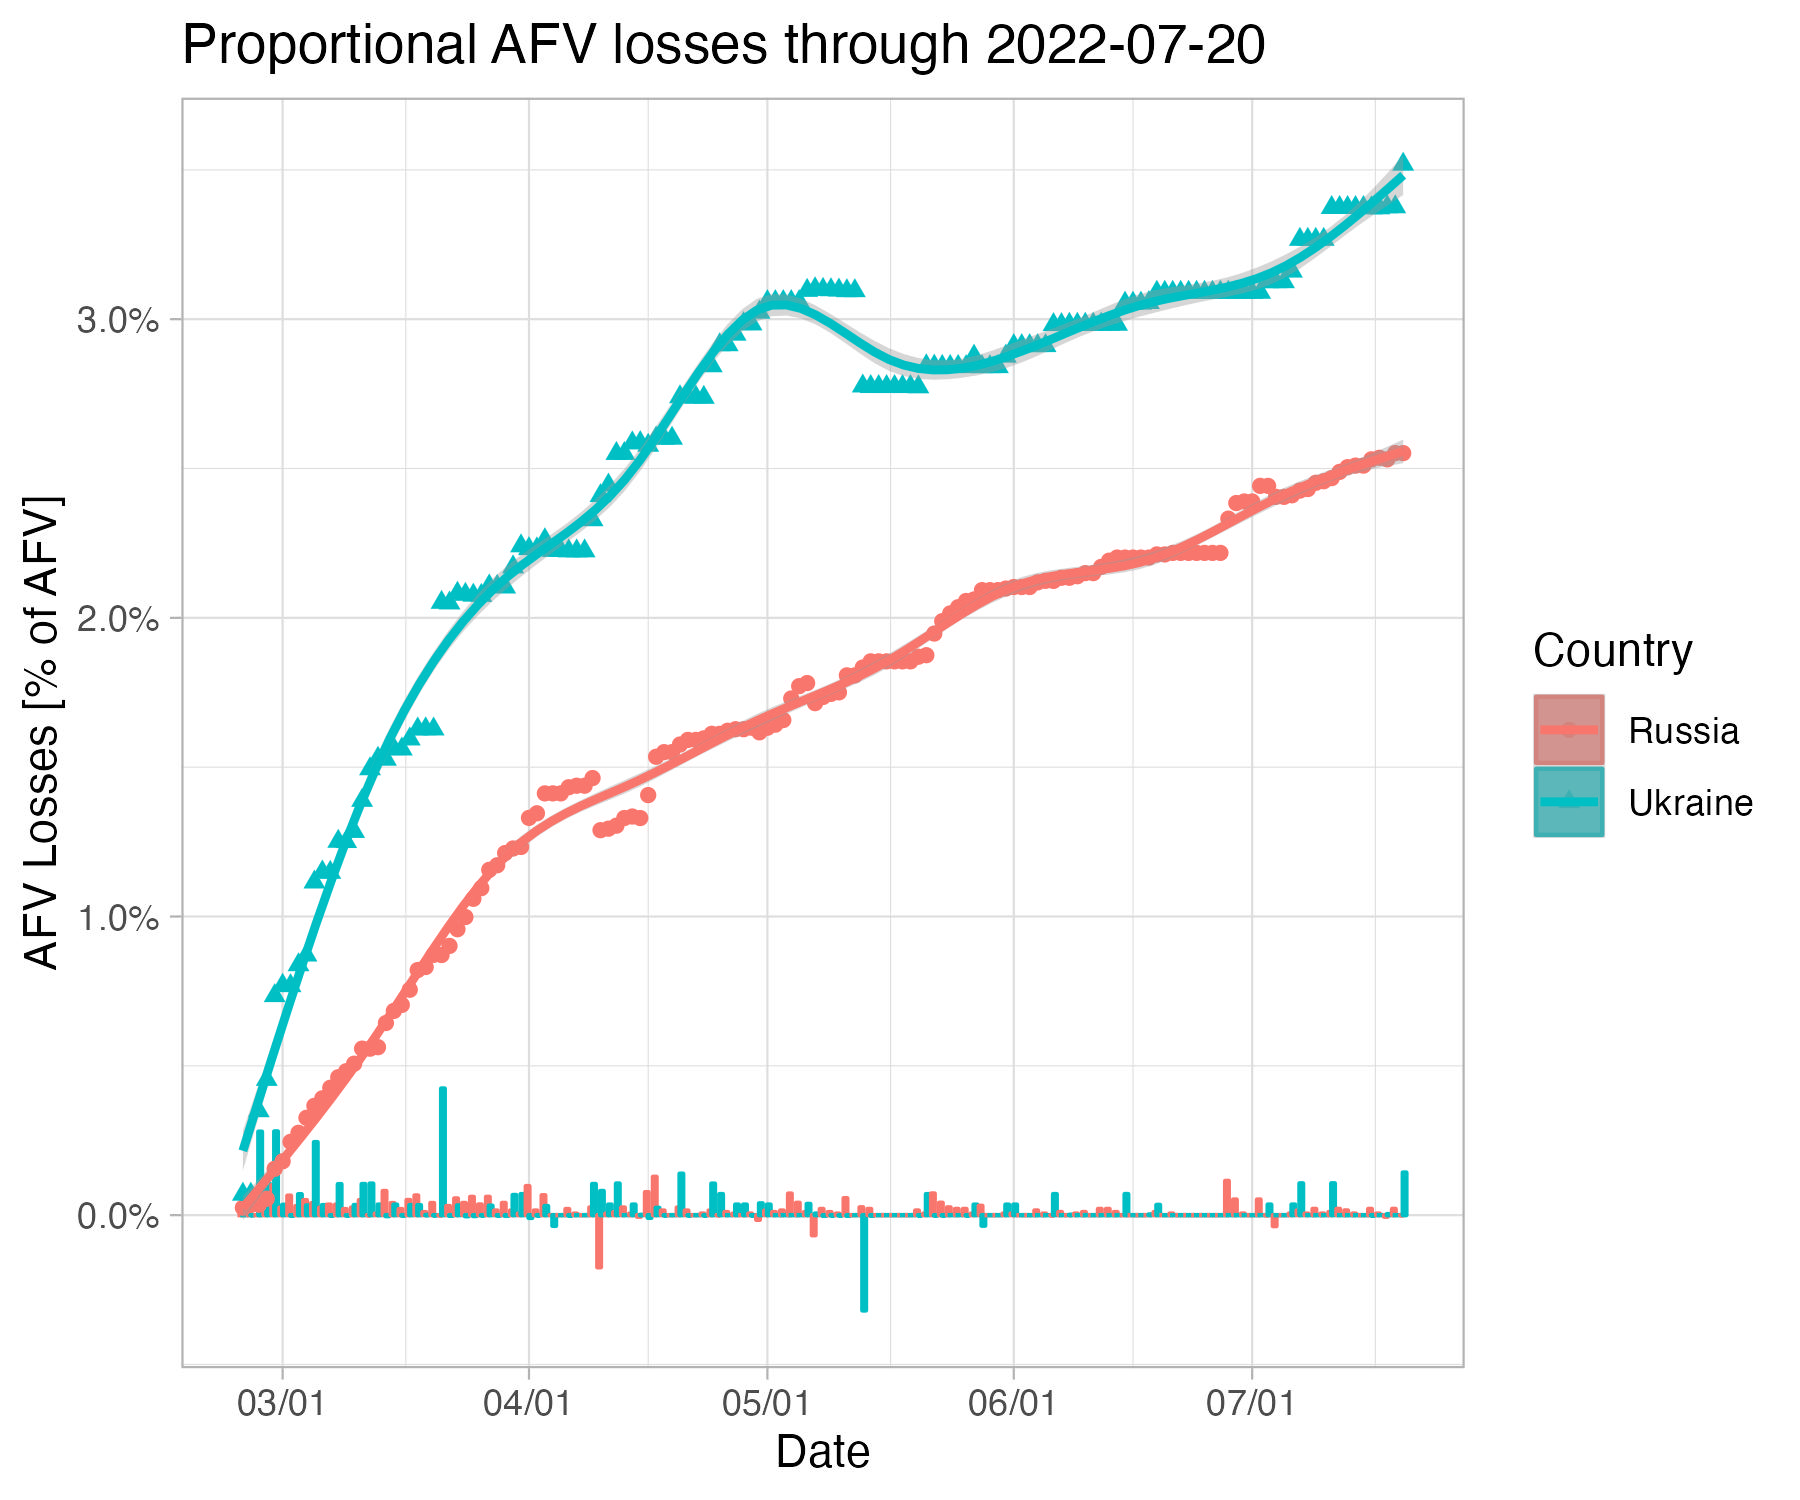 Proportional AFV losses through 2022-07-20
AFV Losses [% of AFV]
3.0%
2.0%
1.0%
0.0%
03/01
04/01
05/01
06/01
07/01
Date
Country
Russia
Ukraine